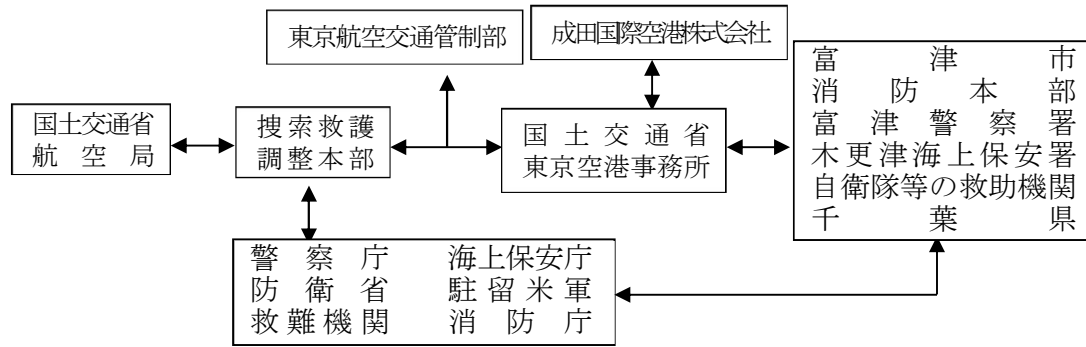 東京航空交通管制部
成田国際空港株式会社
国土交通省
航空局
捜索救護
調整本部
国土交通省
東京空港事務所
富津市
消防本部
富津警察署
木更津海上保安署
自衛隊等の救助機関
千葉県
警察庁 海上保安庁
防衛省 駐留米軍
救難機関 消防庁